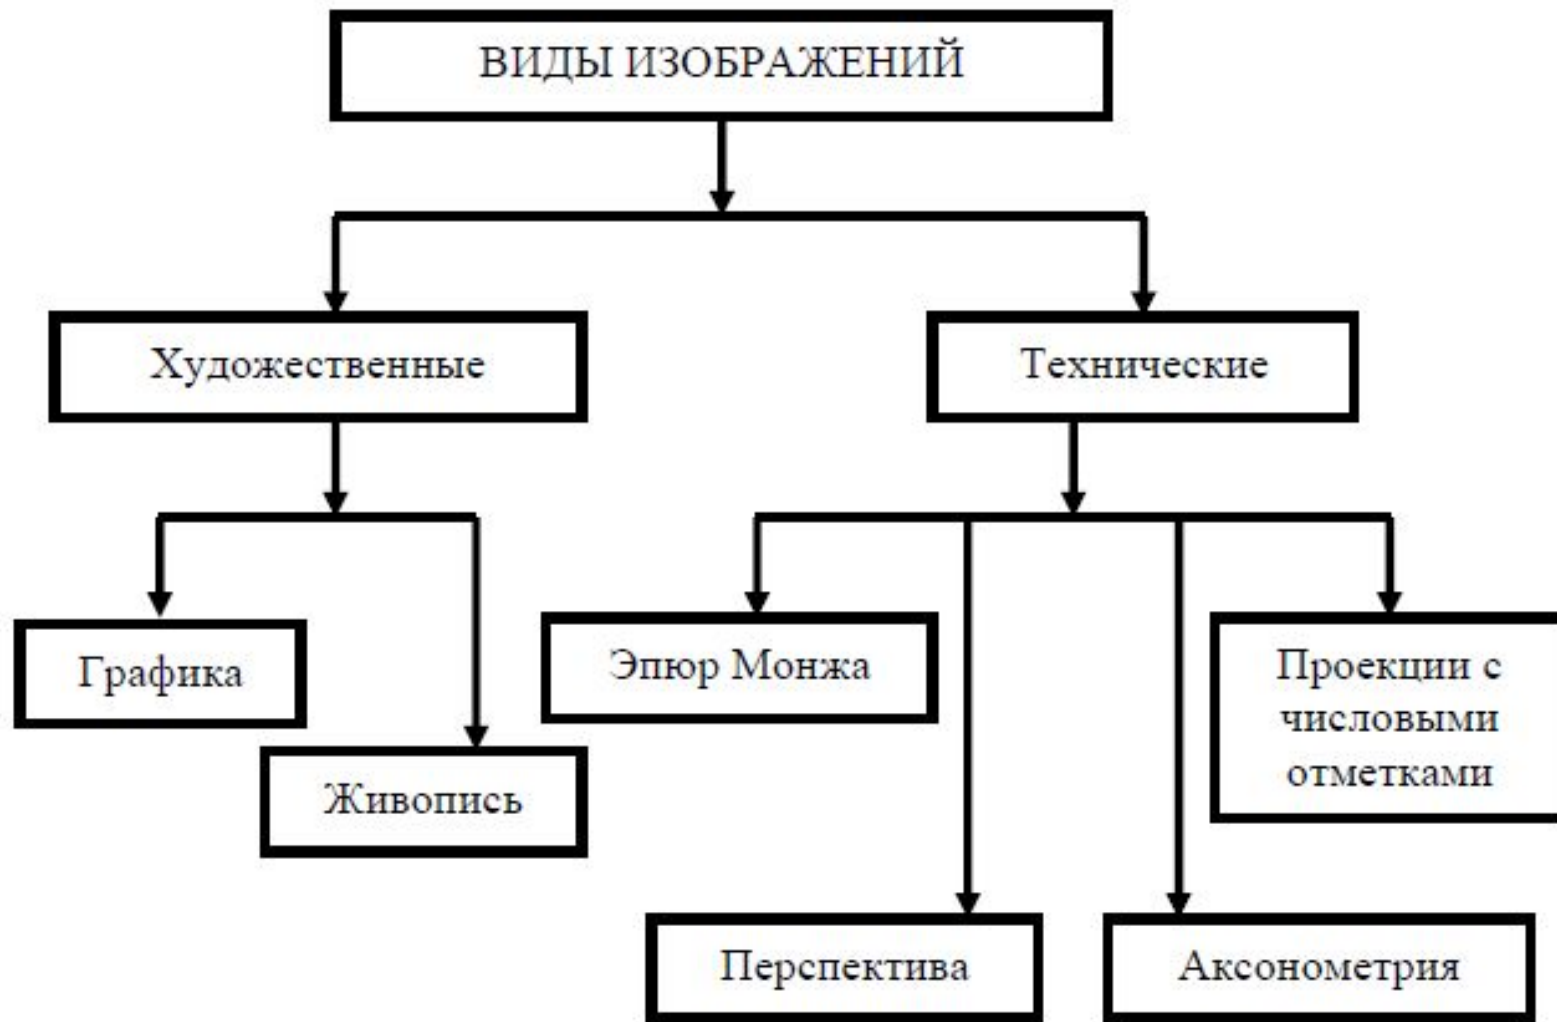 ВИДЫ ИЗОБРАЖЕНИЙ
Художественные
Технические
Графика
Живопись
Эпюр Монжа
Проекции с
числовыми
отметками
Перспектива
Аксонометрия